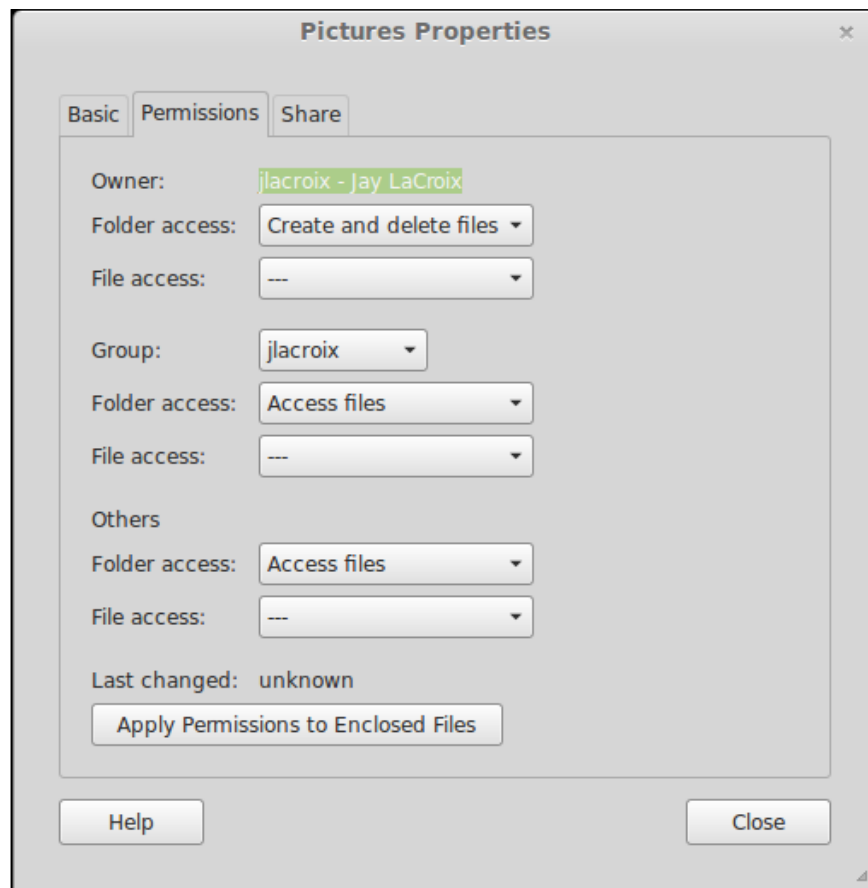 Pictures Properties
Basic Permissions Share
Owner: jlacroix - Jay LaCroix
Folder access: Create and delete files
File access: ---
Group: jlacroix
Folder access: Access files
File access: ---
Others
Folder access: Access files
File access: ---
Last changed: unknown
Apply Permissions to Enclosed Files
Help Close